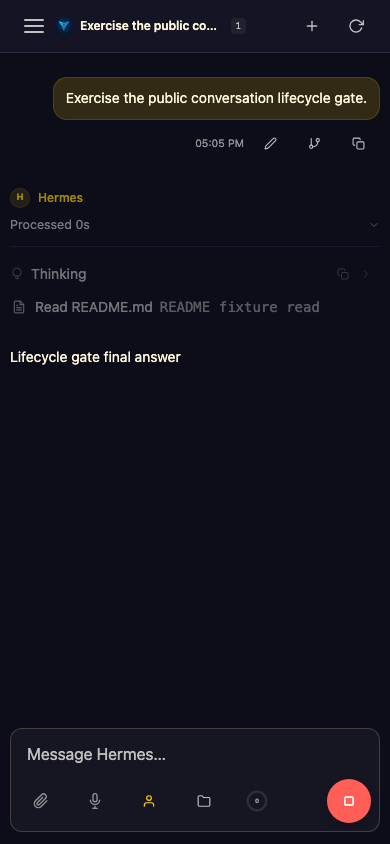 Exercise the public co...
1
Exercise the public conversation lifecycle gate.
05:05 PM
H
Hermes
Processed 0s
Thinking
Read README.md README fixture read
Lifecycle gate final answer
Message Hermes...